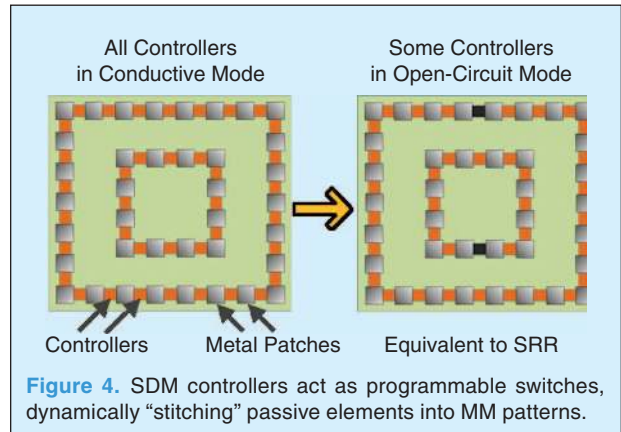 All Controllers
in Conductive Mode
Some Controllers
in Open-Circuit Mode
Controllers
Metal Patches
Equivalent to SRR
Figure 4. SDM controllers act as programmable switches,
dynamically “stitching” passive elements into MM patterns.